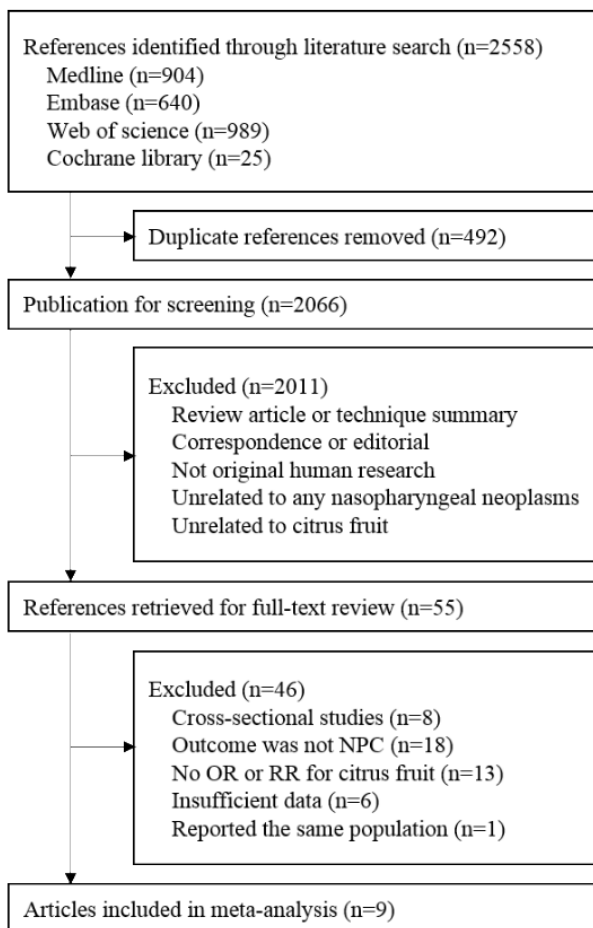 References identified through literature search (n=2558)
Medline (n=904)
Embase (n=640)
Web of science (n=989)
Cochrane library (n=25)
Duplicate references removed (n=492)
Publication for screening (n=2066)
Excluded (n=2011)
Review article or technique summary
Correspondence or editorial
Not original human research
Unrelated to any nasopharyngeal neoplasms
Unrelated to citrus fruit
References retrieved for full-text review (n=55)
Excluded (n=46)
Cross-sectional studies (n=8)
Outcome was not NPC (n=18)
No OR or RR for citrus fruit (n=13)
Insufficient data (n=6)
Reported the same population (n=1)
Articles included in meta-analysis (n=9)